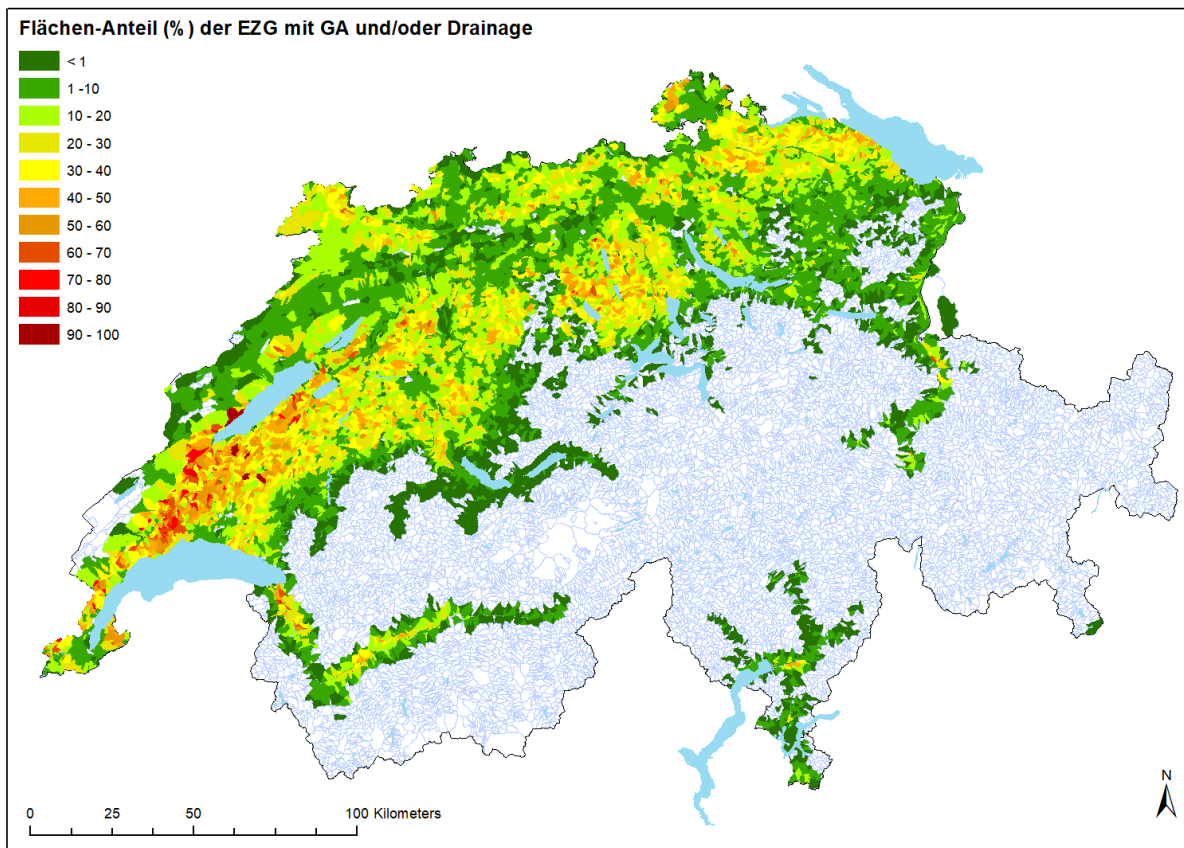 Flächen-Anteil (%) der EZG mit GA und/oder Drainage
< 1
1 -10
10 - 20
20 - 30
30 - 40
40 - 50
50 - 60
60 - 70
70 - 80
80 - 90
90 - 100
N
0 25 50 100 Kilometers